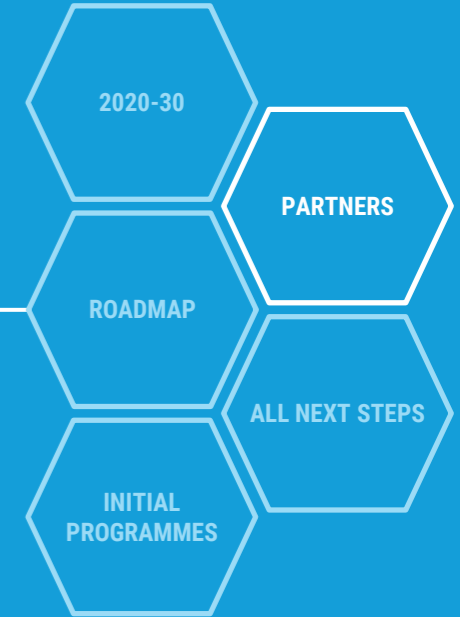 2020-30
PARTNERS
ROADMAP
ALL NEXT STEPS
INITIAL
PROGRAMMES